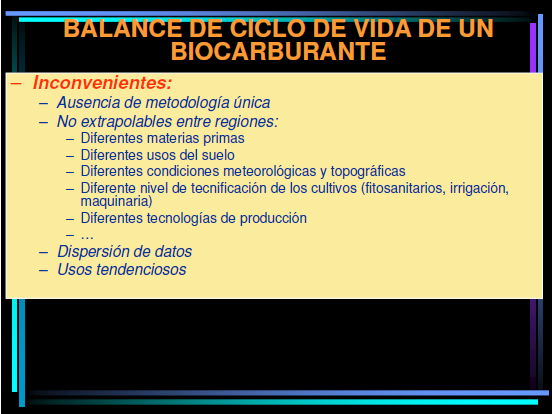 BALANCE DE CICLO DE VIDA DE UN
BIOCARBURANTE
– Inconvenientes:
– Ausencia de metodología única
– No extrapolables entre regiones:
– Diferentes materias primas
– Diferentes usos del suelo
– Diferentes condiciones meteorológicas y topográficas
– Diferente nivel de tecnificación de los cultivos (fitosanitarios, irrigación,
maquinaria)
– Diferentes tecnologías de producción
– …
– Dispersión de datos
– Usos tendenciosos